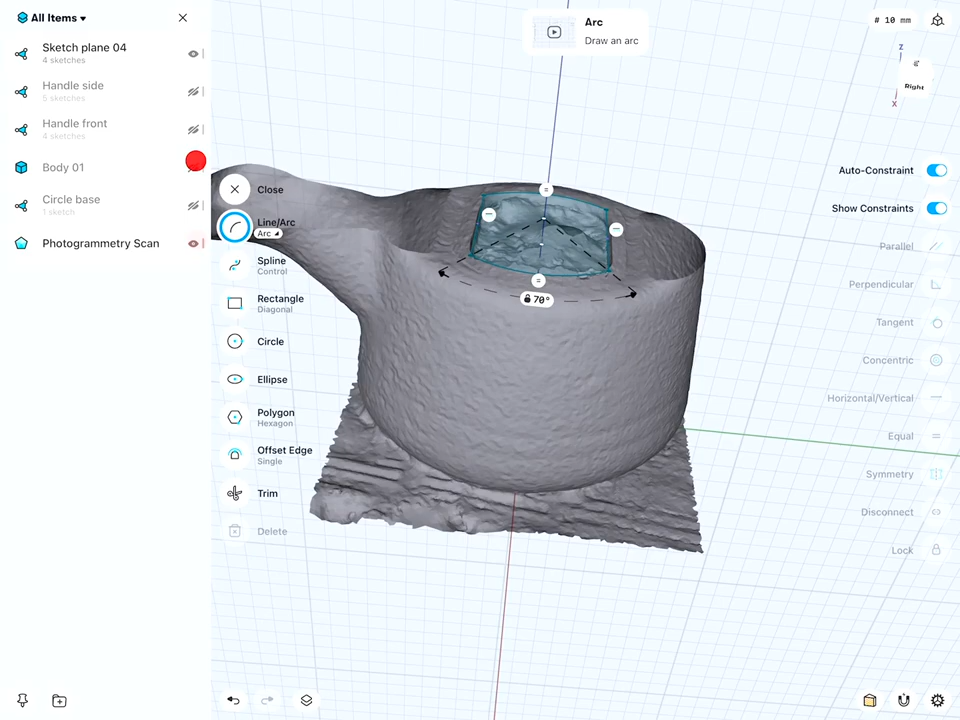 All Items ▾
Sketch plane 04
4 sketches
Handle side
5 sketches
Handle front
4 sketches
Body 01
Circle base
1 sketch
Photogrammetry Scan
Close
Line/Arc
Arc
Spline
Control
Rectangle
Diagonal
Circle
Ellipse
Polygon
Hexagon
Offset Edge
Single
Trim
Delete
Arc
Draw an arc
70°
# 10 mm
Z
Right
X
Auto-Constraint
Show Constraints
Parallel
Perpendicular
Tangent
Concentric
Horizontal/Vertical
Equal
Symmetry
Disconnect
Lock